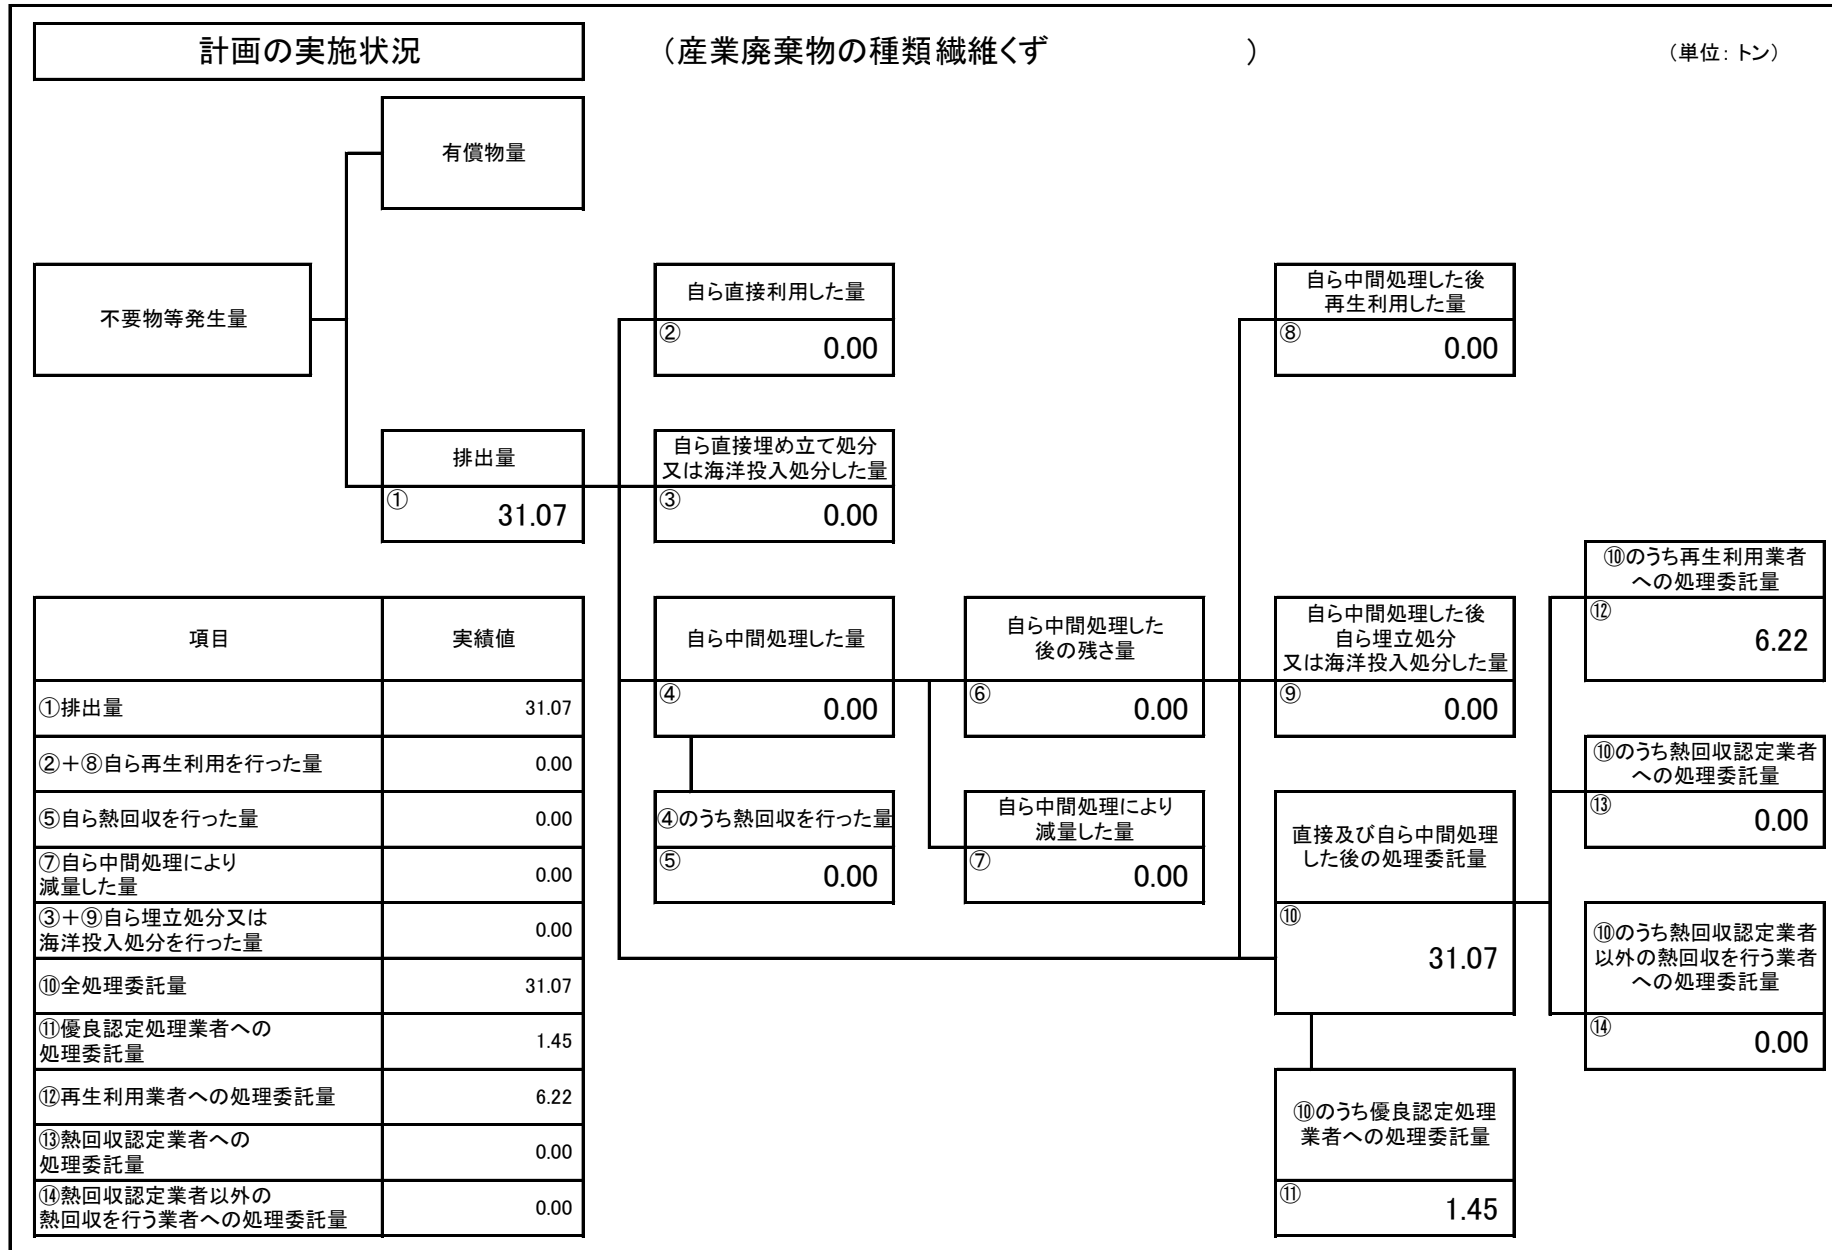 計画の実施状況
（産業廃棄物の種類繊維くず　　　　　　　）
（単位：トン）
有償物量
不要物等発生量
自ら直接利用した量
②
0.00
自ら中間処理した後
再生利用した量
⑧
0.00
排出量
①
31.07
自ら直接埋め立て処分
又は海洋投入処分した量
③
0.00
⑩のうち再生利用業者
への処理委託量
⑫
6.22
自ら中間処理した量
④
0.00
自ら中間処理した
後の残さ量
⑥
0.00
自ら中間処理した後
自ら埋立処分
又は海洋投入処分した量
⑨
0.00
⑩のうち熱回収認定業者
への処理委託量
⑬
0.00
④のうち熱回収を行った量
⑤
0.00
自ら中間処理により
減量した量
⑦
0.00
直接及び自ら中間処理
した後の処理委託量
⑩
31.07
⑩のうち熱回収認定業者
以外の熱回収を行う業者
への処理委託量
⑭
0.00
⑩のうち優良認定処理
業者への処理委託量
⑪
1.45
項目 実績値
①排出量 31.07
②＋⑧自ら再生利用を行った量 0.00
⑤自ら熱回収を行った量 0.00
⑦自ら中間処理により
減量した量 0.00
③＋⑨自ら埋立処分又は
海洋投入処分を行った量 0.00
⑩全処理委託量 31.07
⑪優良認定処理業者への
処理委託量 1.45
⑫再生利用業者への処理委託量 6.22
⑬熱回収認定業者への
処理委託量 0.00
⑭熱回収認定業者以外の
熱回収を行う業者への処理委託量 0.00